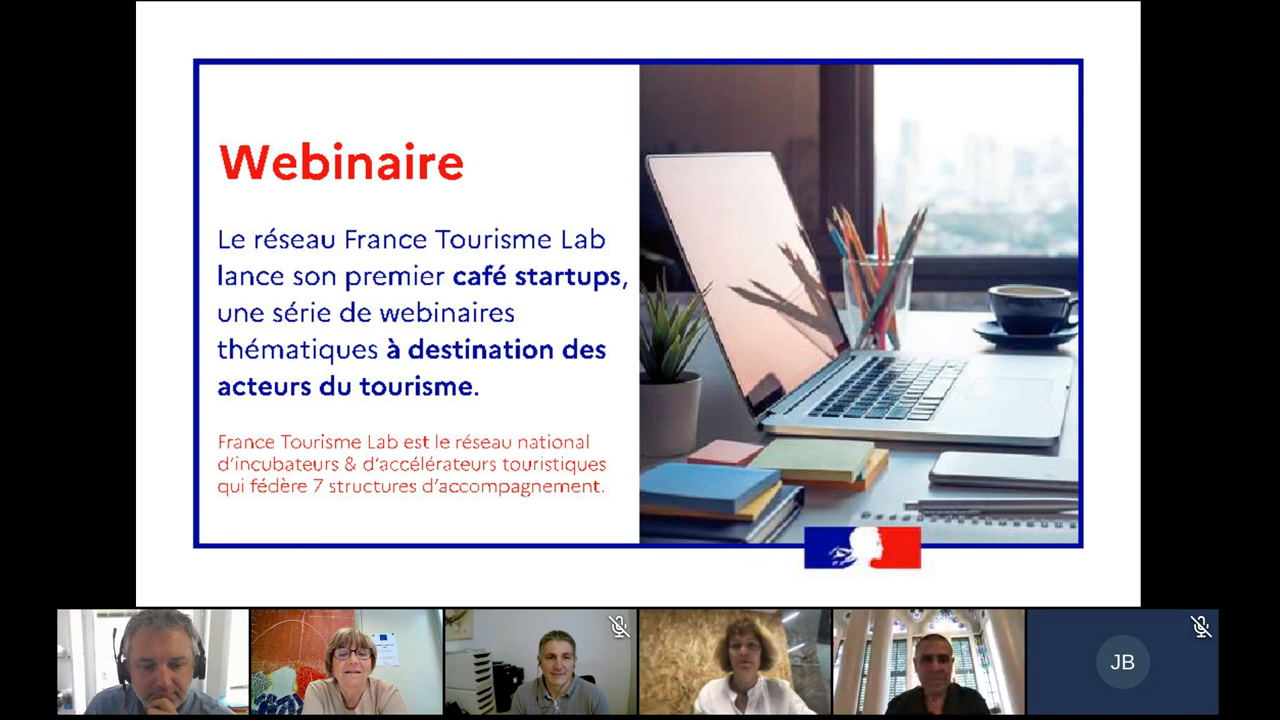 Webinaire
Le réseau France Tourisme Lab
lance son premier café startups,
une série de webinaires
thématiques à destination des
acteurs du tourisme.
France Tourisme Lab est le réseau national
d'incubateurs & d'accélérateurs touristiques
qui fédère 7 structures d'accompagnement.
JB